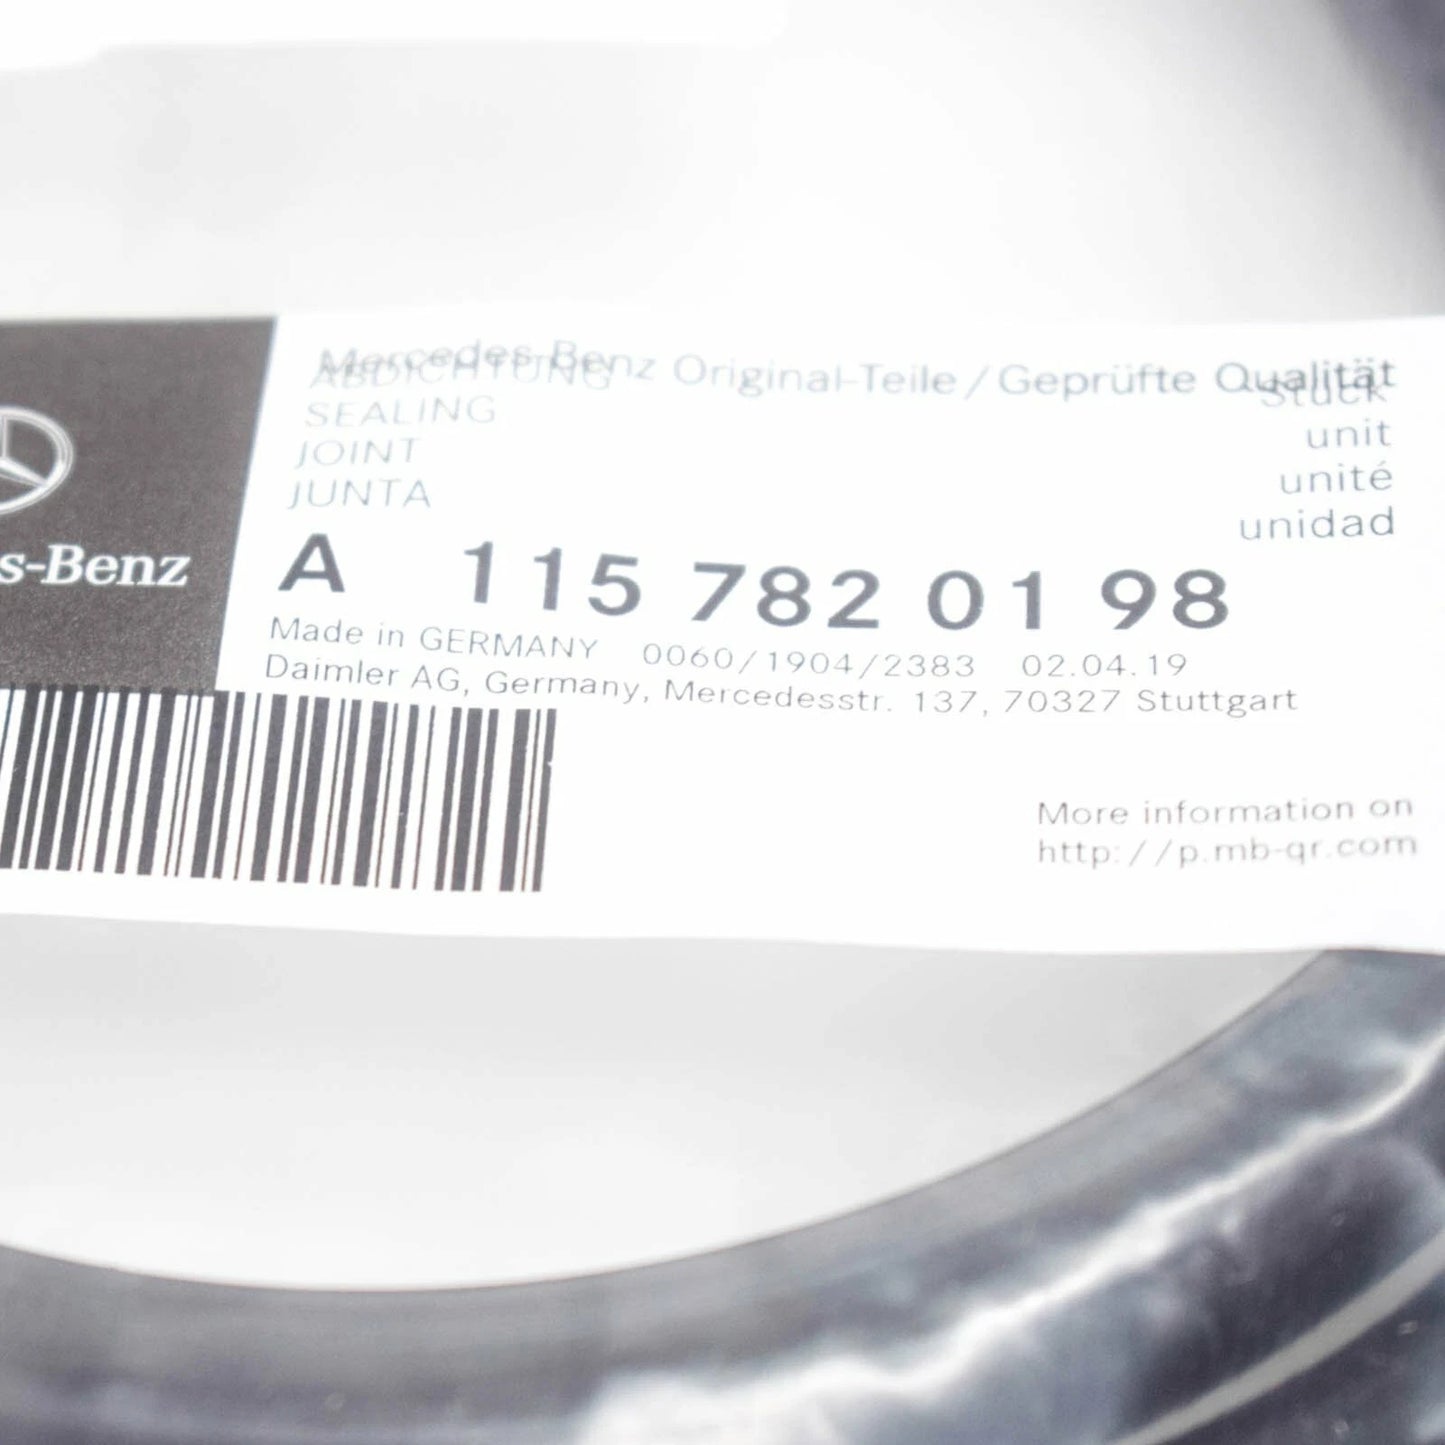 Mercedes-Benz Original-Teile/Geprüfte Qualität
ABDICHTUNG
Stück
SEALING
unit
JOINT
unité
JUNTA
unidad
s-Benz
A 115 782 01 98
Made in GERMANY 0060/1904/2383 02.04.19
Daimler AG, Germany, Mercedesstr. 137, 70327 Stuttgart
More information on
http://p.mb-qr.com